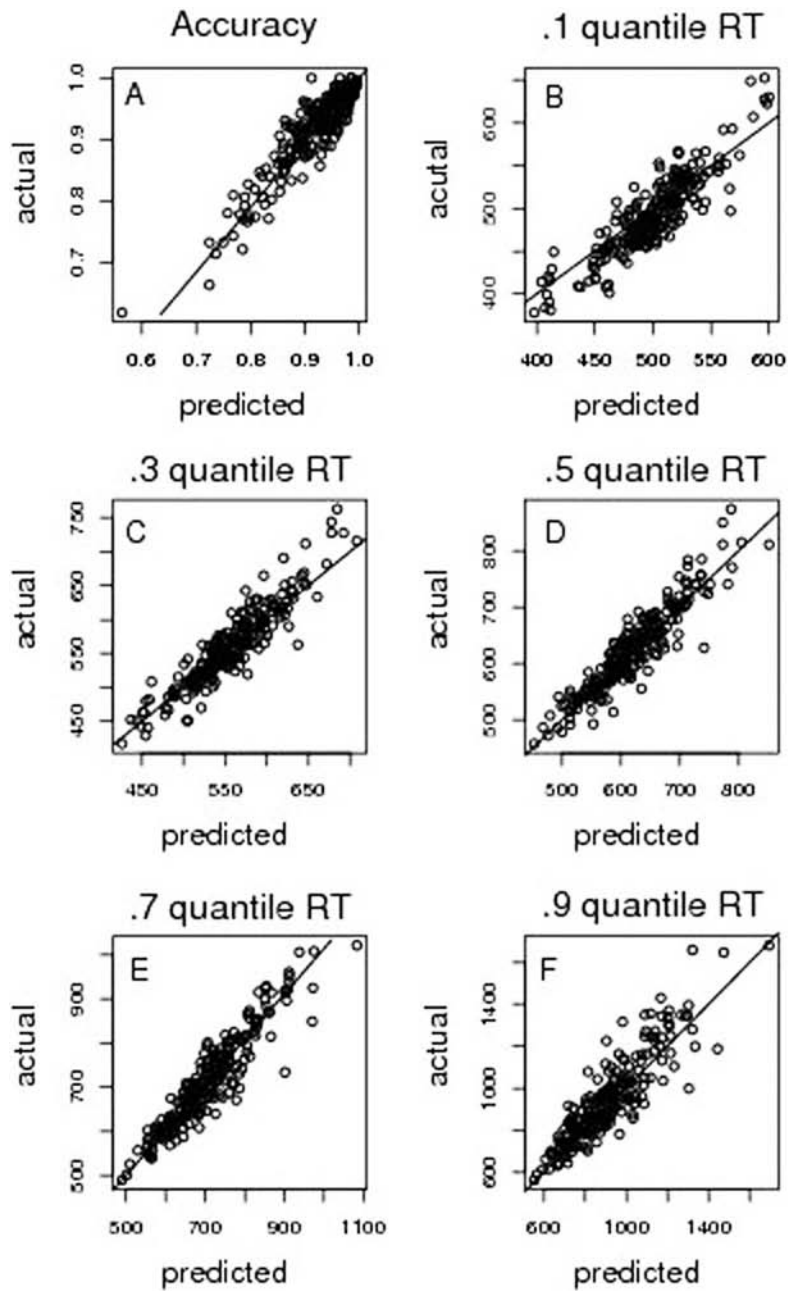 Accuracy
.1 quantile RT
A
B
actual
acutal
1.0
0.9
0.8
0.7
600
500
400
0.6 0.7 0.8 0.9 1.0
400 450 500 550 600
predicted
predicted
.3 quantile RT
.5 quantile RT
C
D
actual
actual
750
650
550
450
800
700
600
500
450 550 650
500 600 700 800
predicted
predicted
.7 quantile RT
.9 quantile RT
E
F
actual
actual
900
700
500
1400
1000
600
500 700 900 1100
600 1000 1400
predicted
predicted